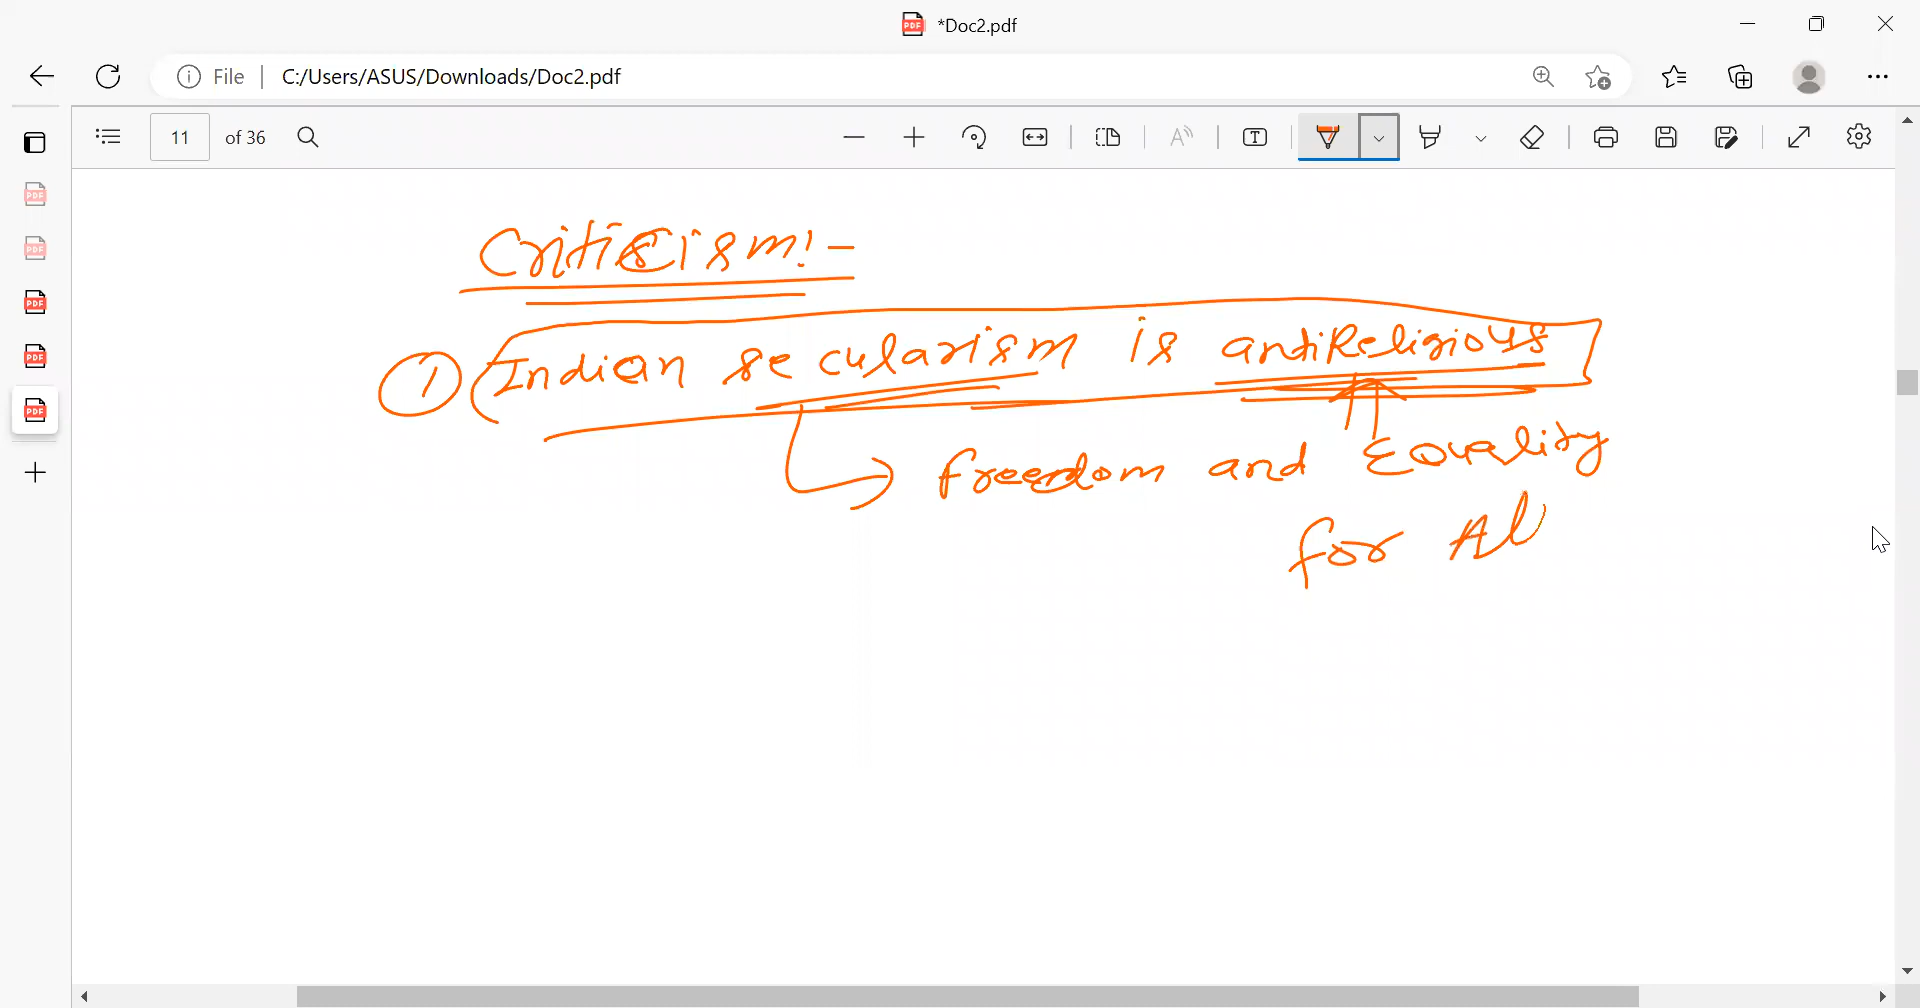 *Doc2.pdf
File C:/Users/ASUS/Downloads/Doc2.pdf
11 of 36
Criticism:-
① Indian secularism is antiReligious
freedom and Equality
for Al